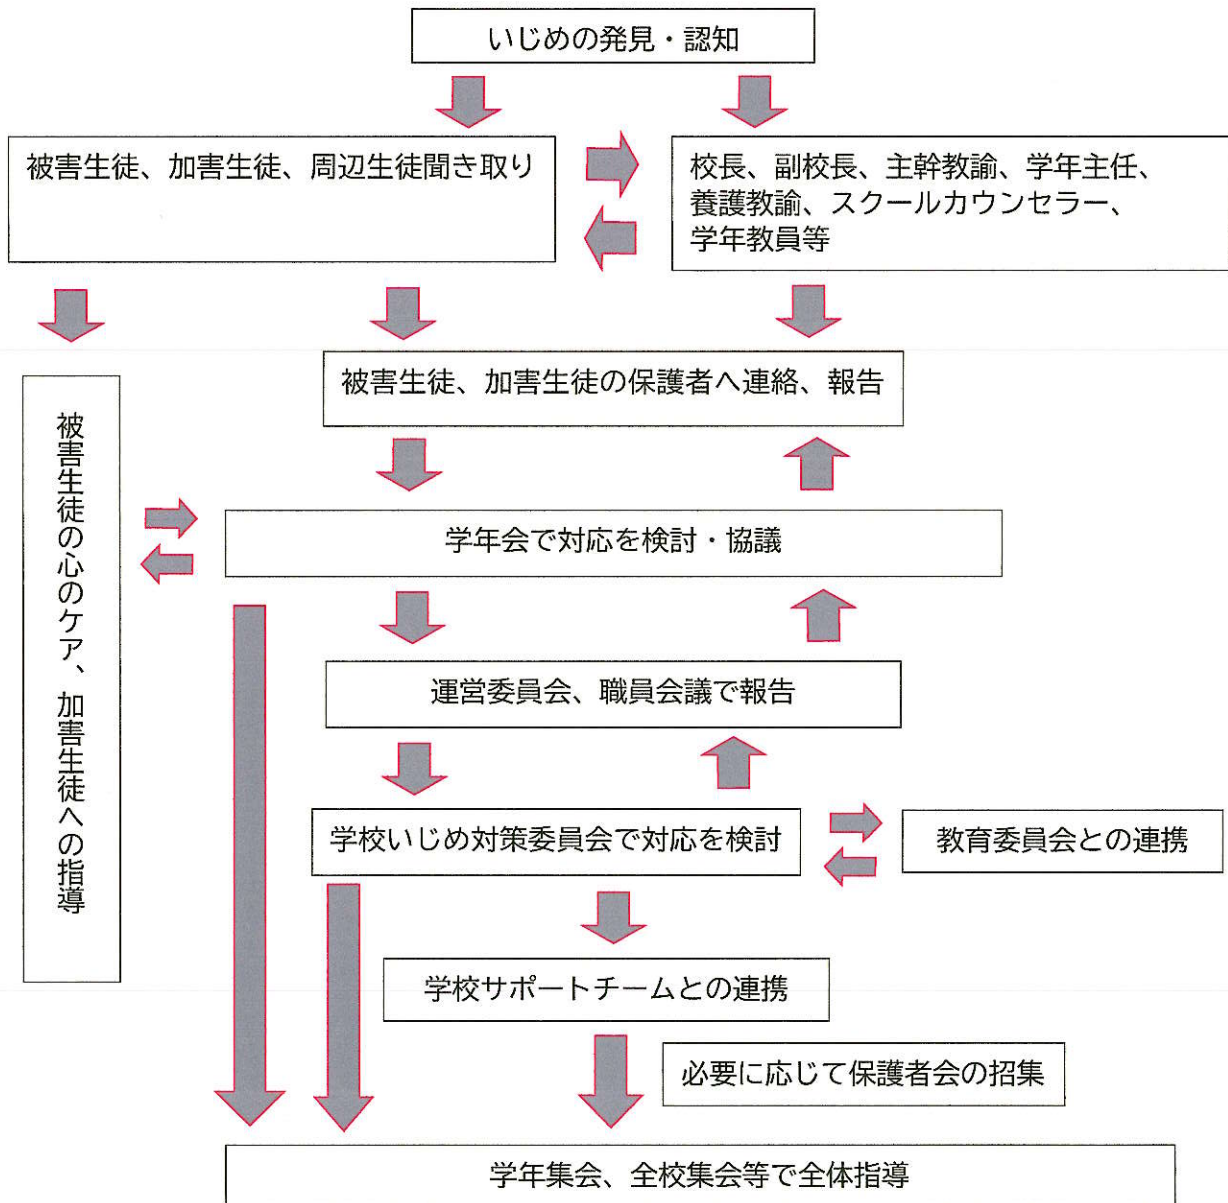 いじめの発見・認知
被害生徒、加害生徒、周辺生徒聞き取り
校長、副校長、主幹教諭、学年主任、
養護教諭、スクールカウンセラー、
学年教員等
被害生徒、加害生徒の保護者へ連絡、報告
被害生徒の心のケア、加害生徒への指導
学年会で対応を検討・協議
運営委員会、職員会議で報告
学校いじめ対策委員会で対応を検討
教育委員会との連携
学校サポートチームとの連携
必要に応じて保護者会の招集
学年集会、全校集会等で全体指導